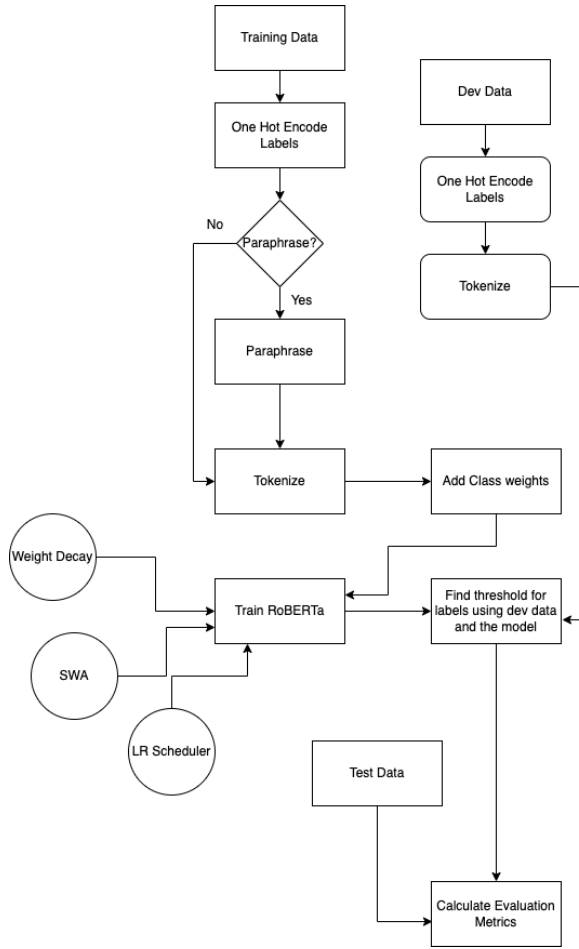 Training Data
One Hot Encode
Labels
Paraphrase?
No
Yes
Paraphrase
Tokenize
Dev Data
One Hot Encode
Labels
Tokenize
Add Class weights
Weight Decay
SWA
LR Scheduler
Train RoBERTa
Find threshold for
labels using dev data
and the model
Test Data
Calculate Evaluation
Metrics